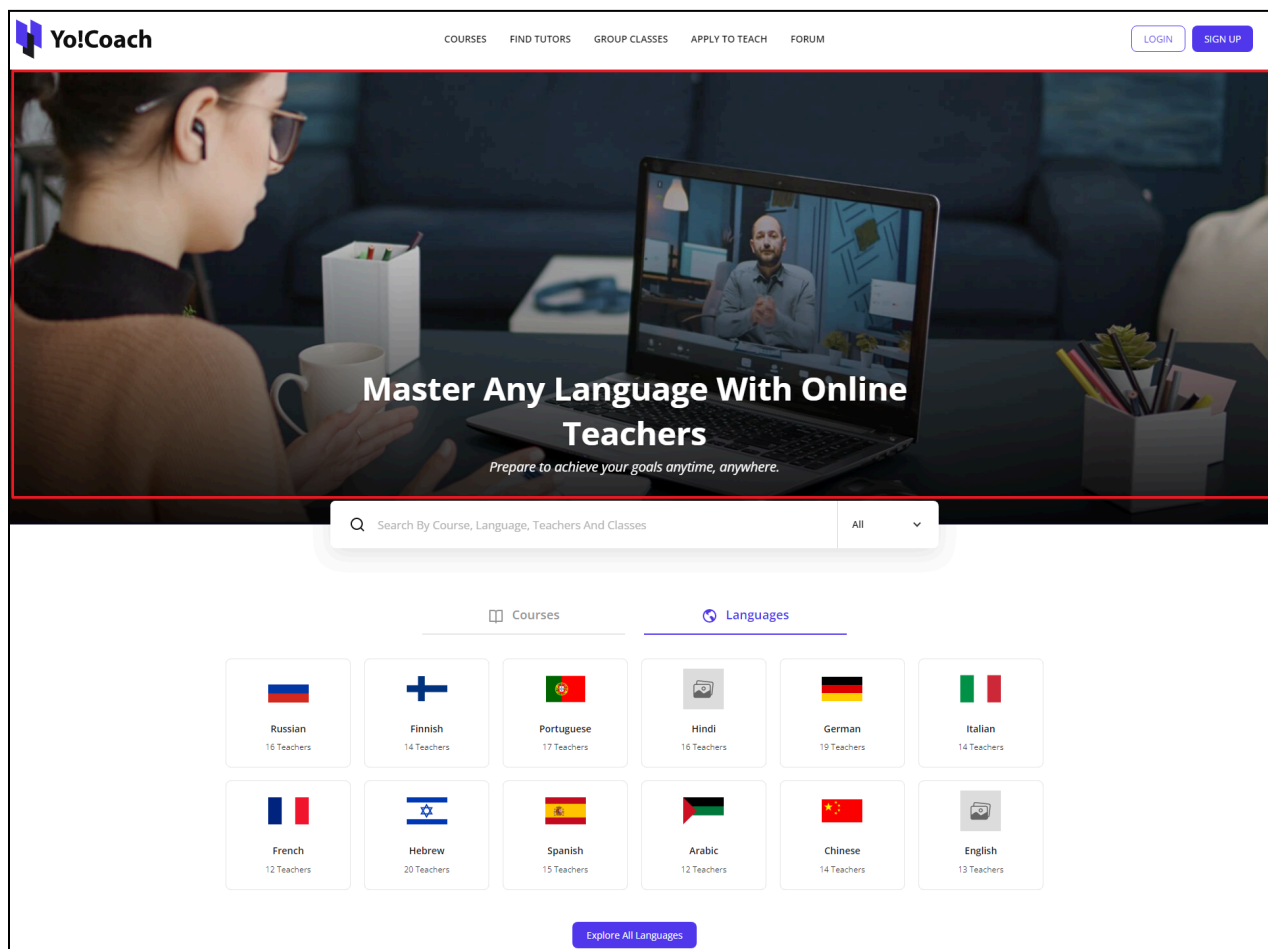 Yo!Coach
COURSES FIND TUTORS GROUP CLASSES APPLY TO TEACH FORUM
LOGIN SIGN UP
Master Any Language With Online
Teachers
Prepare to achieve your goals anytime, anywhere.
Search By Course, Language, Teachers And Classes All
Courses Languages
Russian Finnish Portuguese Hindi German Italian
16 Teachers 14 Teachers 17 Teachers 16 Teachers 19 Teachers 14 Teachers
French Hebrew Spanish Arabic Chinese English
12 Teachers 20 Teachers 15 Teachers 12 Teachers 14 Teachers 13 Teachers
Explore All Languages